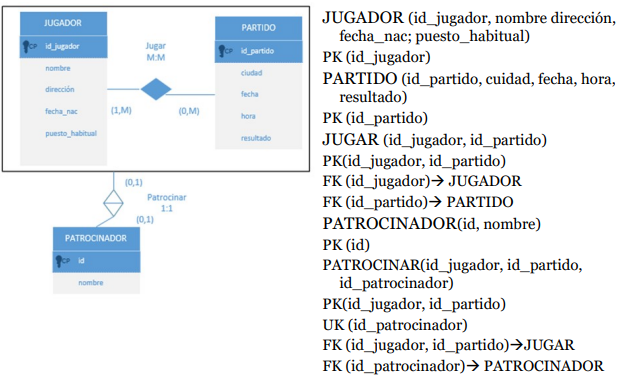 JUGADOR
CP id_jugador
nombre
dirección
fecha_nac
puesto_habitual
Jugar
M:M
(1,M)
(0,M)
PARTIDO
CP id_partido
ciudad
fecha
hora
resultado
(0,1)
Patrocinar
1:1
(0,1)
PATROCINADOR
CP id
nombre
JUGADOR (id_jugador, nombre dirección,
fecha_nac; puesto_habitual)
PK (id_jugador)
PARTIDO (id_partido, cuidad, fecha, hora,
resultado)
PK (id_partido)
JUGAR (id_jugador, id_partido)
PK(id_jugador, id_partido)
FK (id_jugador)→ JUGADOR
FK (id_partido)→ PARTIDO
PATROCINADOR(id, nombre)
PK (id)
PATROCINAR(id_jugador, id_partido,
id_patrocinador)
PK(id_jugador, id_partido)
UK (id_patrocinador)
FK (id_jugador, id_partido)→JUGAR
FK (id_patrocinador)→ PATROCINADOR